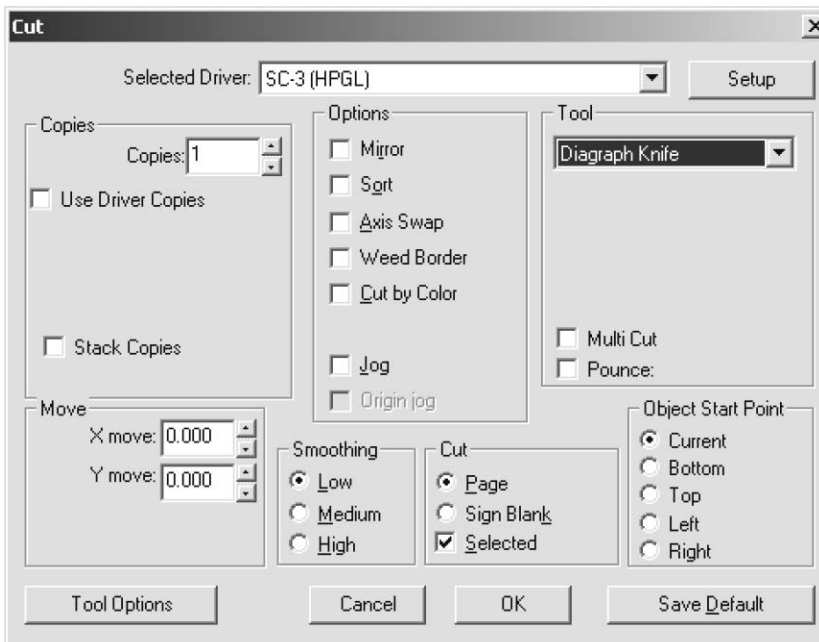 Cut
Selected Driver: SC-3 (HPGL)
Setup
Copies
Copies: 1
Use Driver Copies
Stack Copies
Options
Mirror
Sort
Axis Swap
Weed Border
Cut by Color
Jog
Origin jog
Tool
Diagraph Knife
Multi Cut
Pounce:
Move
X move: 0.000
Y move: 0.000
Smoothing
Low
Medium
High
Cut
Page
Sign Blank
Selected
Object Start Point
Current
Bottom
Top
Left
Right
Tool Options
Cancel
OK
Save Default